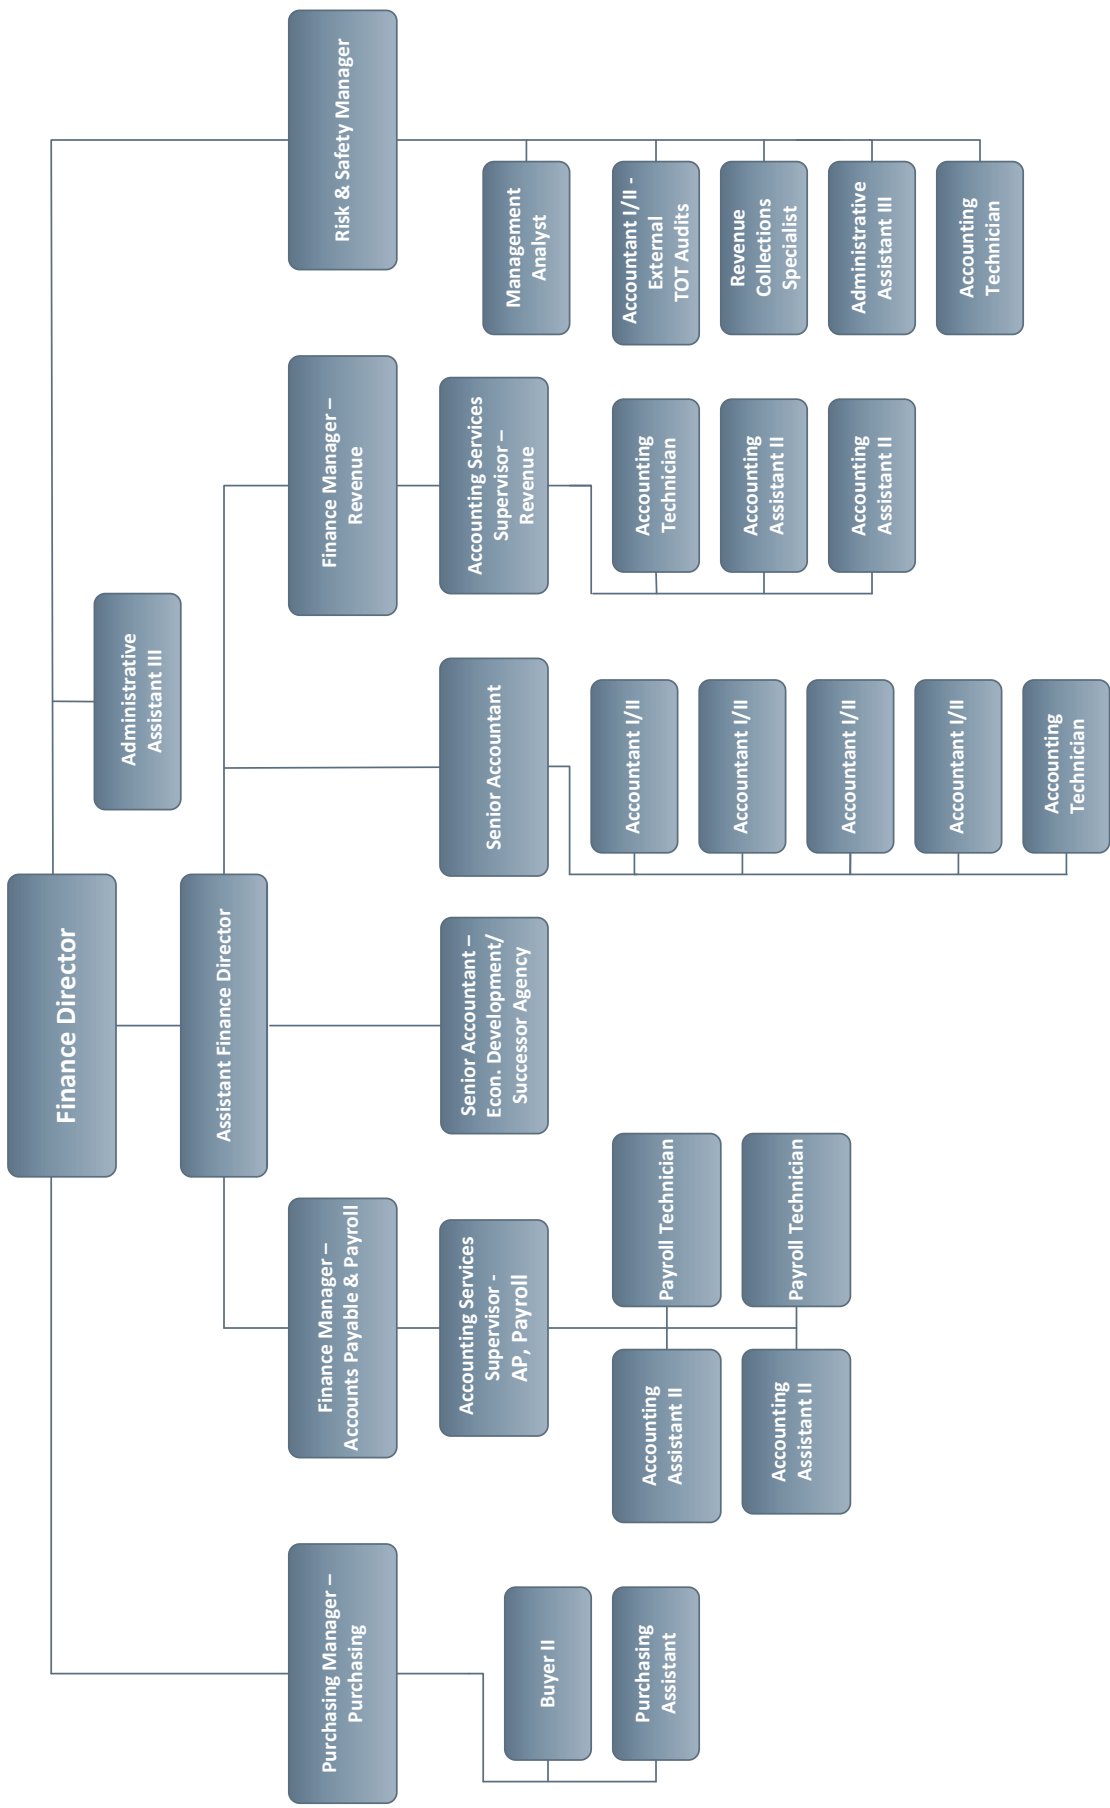 Finance Director
Administrative
Assistant III
Assistant Finance Director
Purchasing Manager –
Purchasing
Finance Manager –
Accounts Payable & Payroll
Finance Manager –
Revenue
Risk & Safety Manager
Accounting Services
Supervisor -
AP, Payroll
Senior Accountant –
Econ. Development/
Successor Agency
Senior Accountant
Accounting Services
Supervisor –
Revenue
Buyer II
Purchasing
Assistant
Accounting
Assistant II
Payroll Technician
Accounting
Assistant II
Payroll Technician
Accountant I/II
Accountant I/II
Accountant I/II
Accountant I/II
Accounting
Technician
Accounting
Technician
Accounting
Assistant II
Accounting
Assistant II
Management
Analyst
Accountant I/II -
External
TOT Audits
Revenue
Collections
Specialist
Administrative
Assistant III
Accounting
Technician